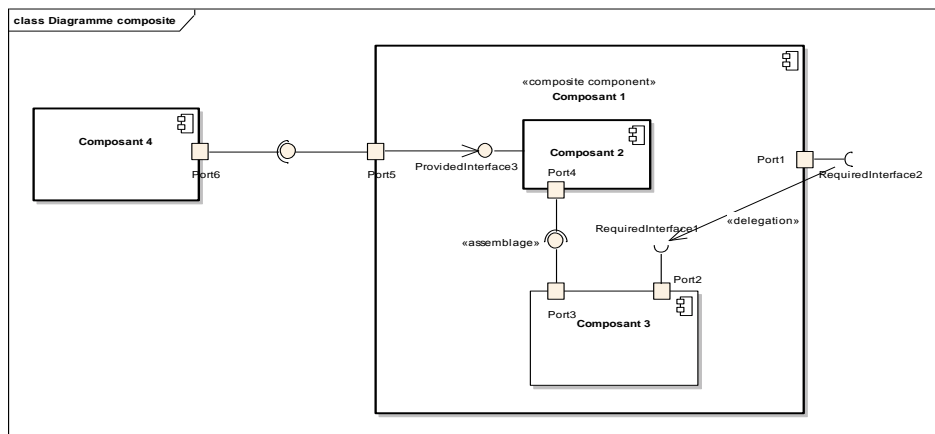 class Diagramme composite
«composite component»
Composant 1
Composant 4
Composant 2
Port6
Port5
ProvidedInterface3
Port4
Port1
RequiredInterface2
«delegation»
RequiredInterface1
«assemblage»
Port2
Port3
Composant 3